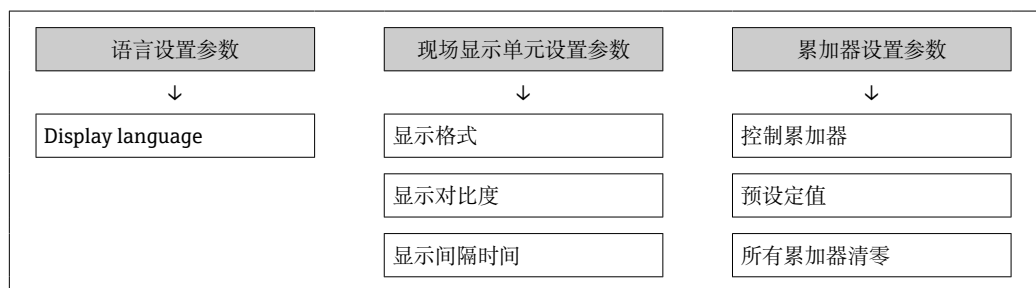 语言设置参数
现场显示单元设置参数
累加器设置参数
↓
↓
↓
Display language
显示格式
控制累加器
显示对比度
预设定值
显示间隔时间
所有累加器清零